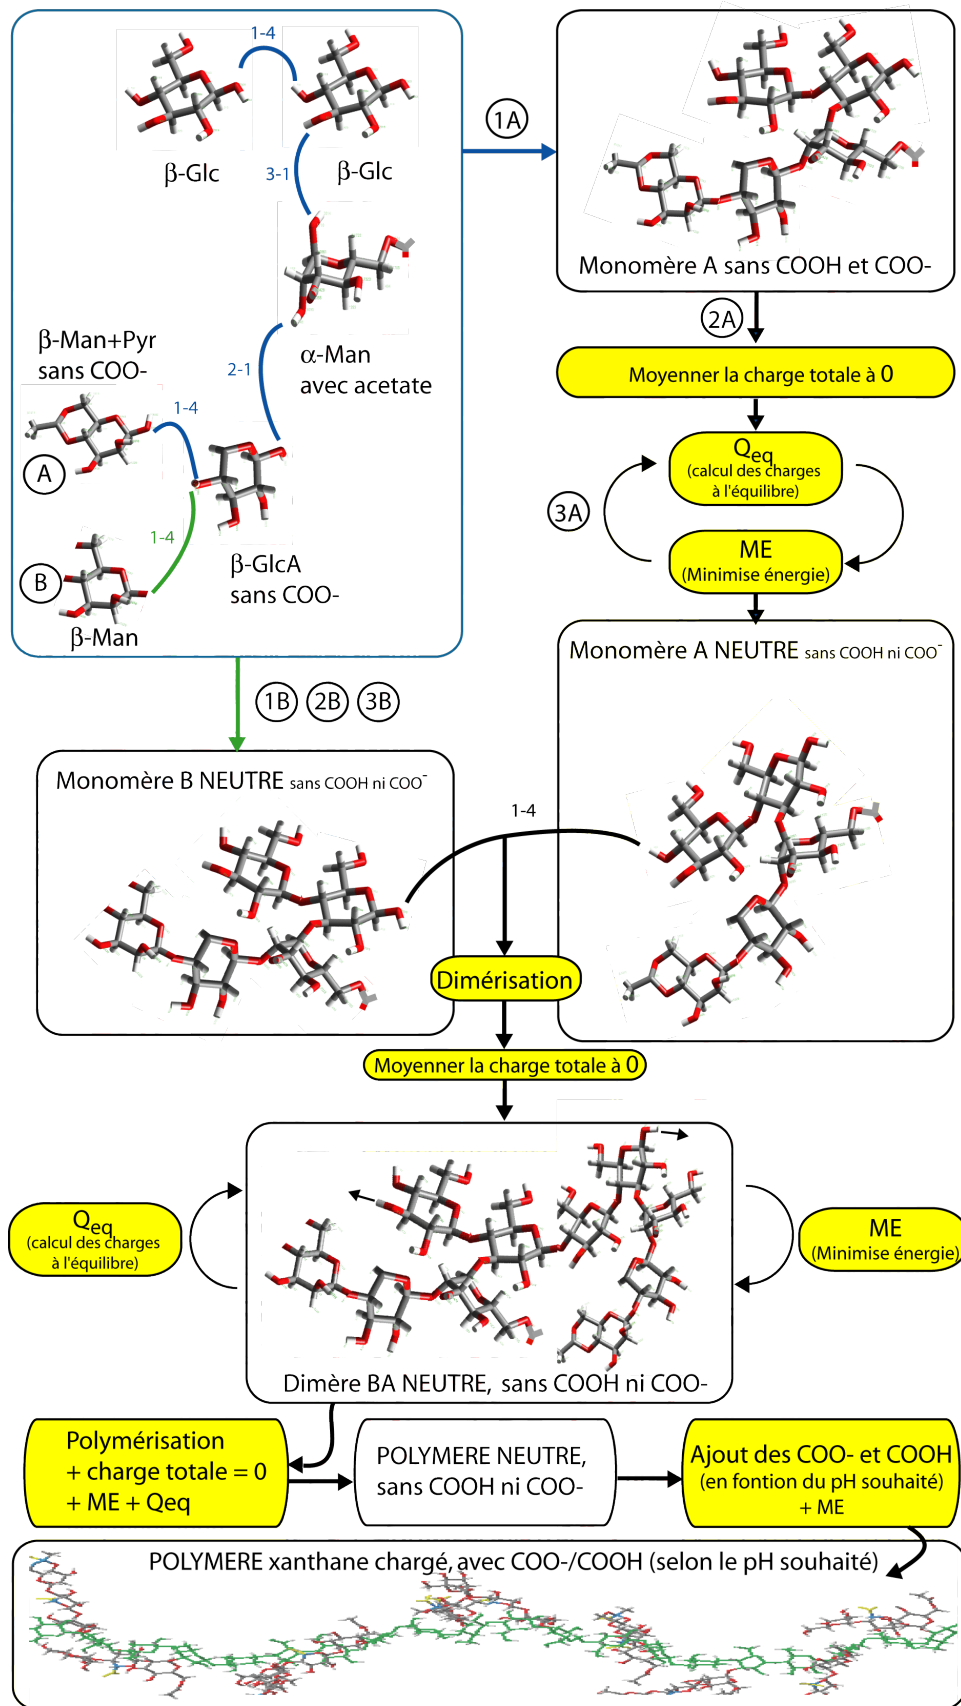 1-4
β-Glc
β-Glc
3-1
α-Man
avec acetate
2-1
β-Man+Pyr
sans COO-
1-4
A
1-4
B
β-Man
β-GlcA
sans COO-
1A
Monomère A sans COOH et COO-
2A
Moyenner la charge totale à 0
Qeq
(calcul des charges
à l'équilibre)
3A
ME
(Minimise énergie)
Monomère A NEUTRE sans COOH ni COO-
1B 2B 3B
Monomère B NEUTRE sans COOH ni COO-
1-4
Dimérisation
Moyenner la charge totale à 0
Qeq
(calcul des charges
à l'équilibre)
ME
(Minimise énergie)
Dimère BA NEUTRE, sans COOH ni COO-
Polymérisation
+ charge totale = 0
+ ME + Qeq
POLYMERE NEUTRE,
sans COOH ni COO-
Ajout des COO- et COOH
(en fontion du pH souhaité)
+ ME
POLYMERE xanthane chargé, avec COO-/COOH (selon le pH souhaité)